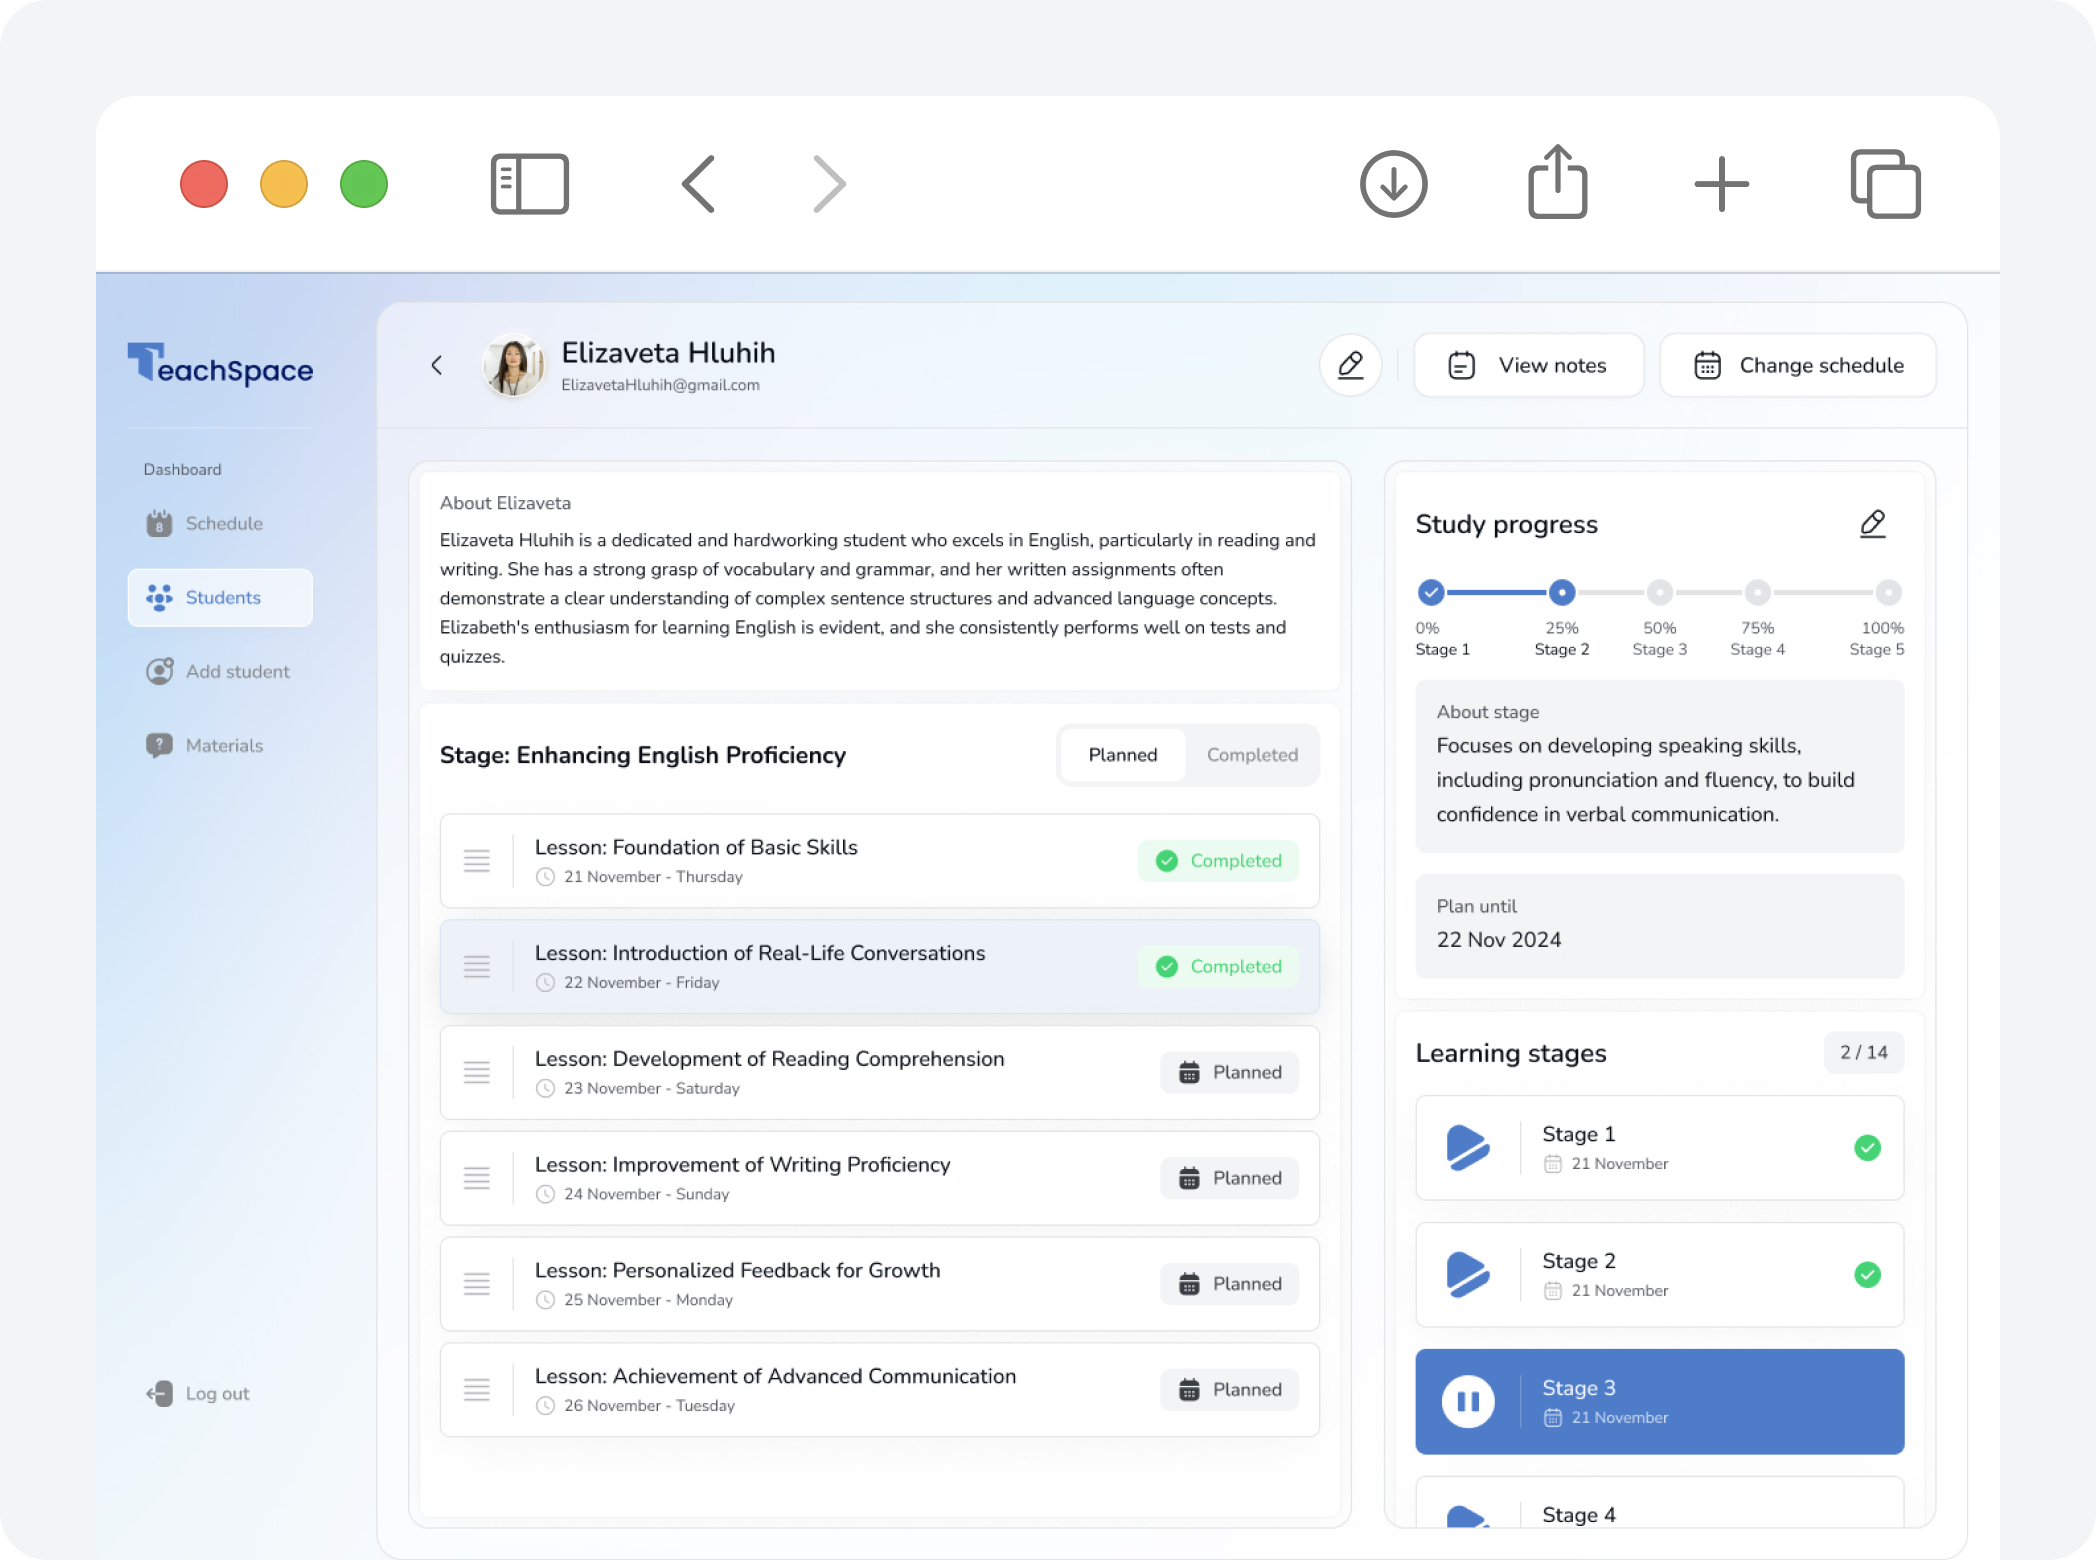 TeachSpace
Dashboard
8
Schedule
Students
Add student
?
Materials
Log out
Elizaveta Hluhih
ElizavetaHluhih@gmail.com
View notes
Change schedule
About Elizaveta
Elizaveta Hluhih is a dedicated and hardworking student who excels in English, particularly in reading and
writing. She has a strong grasp of vocabulary and grammar, and her written assignments often
demonstrate a clear understanding of complex sentence structures and advanced language concepts.
Elizabeth's enthusiasm for learning English is evident, and she consistently performs well on tests and
quizzes.
Stage: Enhancing English Proficiency
Planned
Completed
Lesson: Foundation of Basic Skills
21 November - Thursday
Completed
Lesson: Introduction of Real-Life Conversations
22 November - Friday
Completed
Lesson: Development of Reading Comprehension
23 November - Saturday
Planned
Lesson: Improvement of Writing Proficiency
24 November - Sunday
Planned
Lesson: Personalized Feedback for Growth
25 November - Monday
Planned
Lesson: Achievement of Advanced Communication
26 November - Tuesday
Planned
Study progress
0% 25% 50% 75% 100%
Stage 1 Stage 2 Stage 3 Stage 4 Stage 5
About stage
Focuses on developing speaking skills,
including pronunciation and fluency, to build
confidence in verbal communication.
Plan until
22 Nov 2024
Learning stages
2 / 14
Stage 1
21 November
Stage 2
21 November
Stage 3
21 November
Stage 4